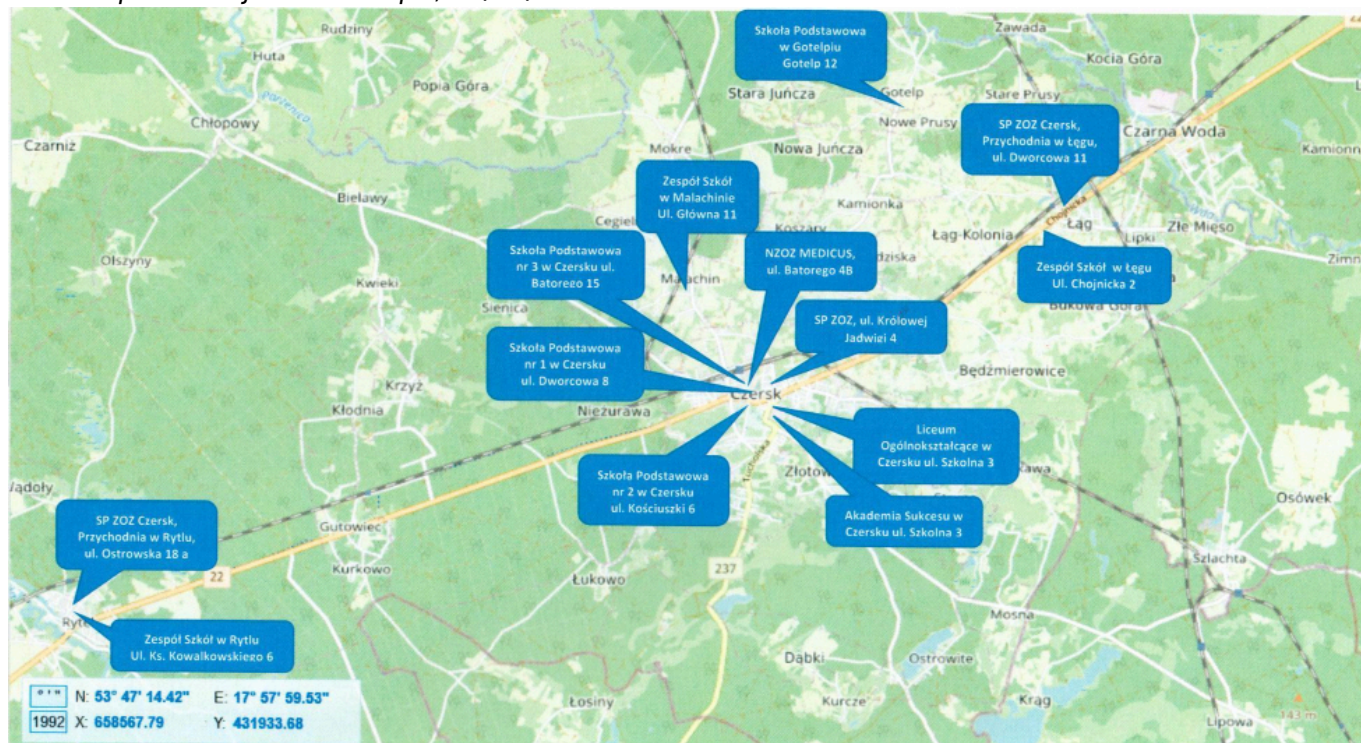 Rudziny
Huta
Popia Góra
Chłopowy
Czarniż
Bielawy
Olszyny
Kwieki
Sienica
Krzyż
Kłodnia
Nieżurawa
Mokre
Stara Juńcza
Nowa Juńcza
Gotelp
Nowe Prusy
Stare Prusy
Zawada
Kocia Góra
Czarna Woda
Kamionka
Łąg-Kolonia
Łąg
Lipki
Złe Mięso
Szkoła Podstawowa
w Gotelpiu
Gotelp 12
SP ZOZ Czersk,
Przychodnia w Łęgu,
ul. Dworcowa 11
Chojnicka
Zespół Szkół
w Malachinie
Ul. Główna 11
Szkoła Podstawowa
nr 3 w Czersku ul.
Batorego 15
NZOZ MEDICUS,
ul. Batorego 4B
Zespół Szkół w Łęgu
Ul. Chojnicka 2
SP ZOZ, ul. Królowej
Jadwigi 4
Szkoła Podstawowa
nr 1 w Czersku
ul. Dworcowa 8
Będźmierowice
Czersk
Liceum
Ogólnokształcące w
Czersku ul. Szkolna 3
Szkoła Podstawowa
nr 2 w Czersku
ul. Kościuszki 6
Tucholska
Akademia Sukcesu w
Czersku ul. Szkolna 3
Osówek
SP ZOZ Czersk,
Przychodnia w Rytlu,
ul. Ostrowska 18 a
Gutowiec
Kurkowo
22
237
Łukowo
Szlachta
Mosna
Zespół Szkół w Rytlu
Ul. Ks. Kowalkowskiego 6
Dąbki
Ostrowite
Łosiny
Kurcze
Krąg
Lipowa
143 m
° ' " N: 53° 47' 14.42" E: 17° 57' 59.53"
1992 X: 658567.79 Y: 431933.68